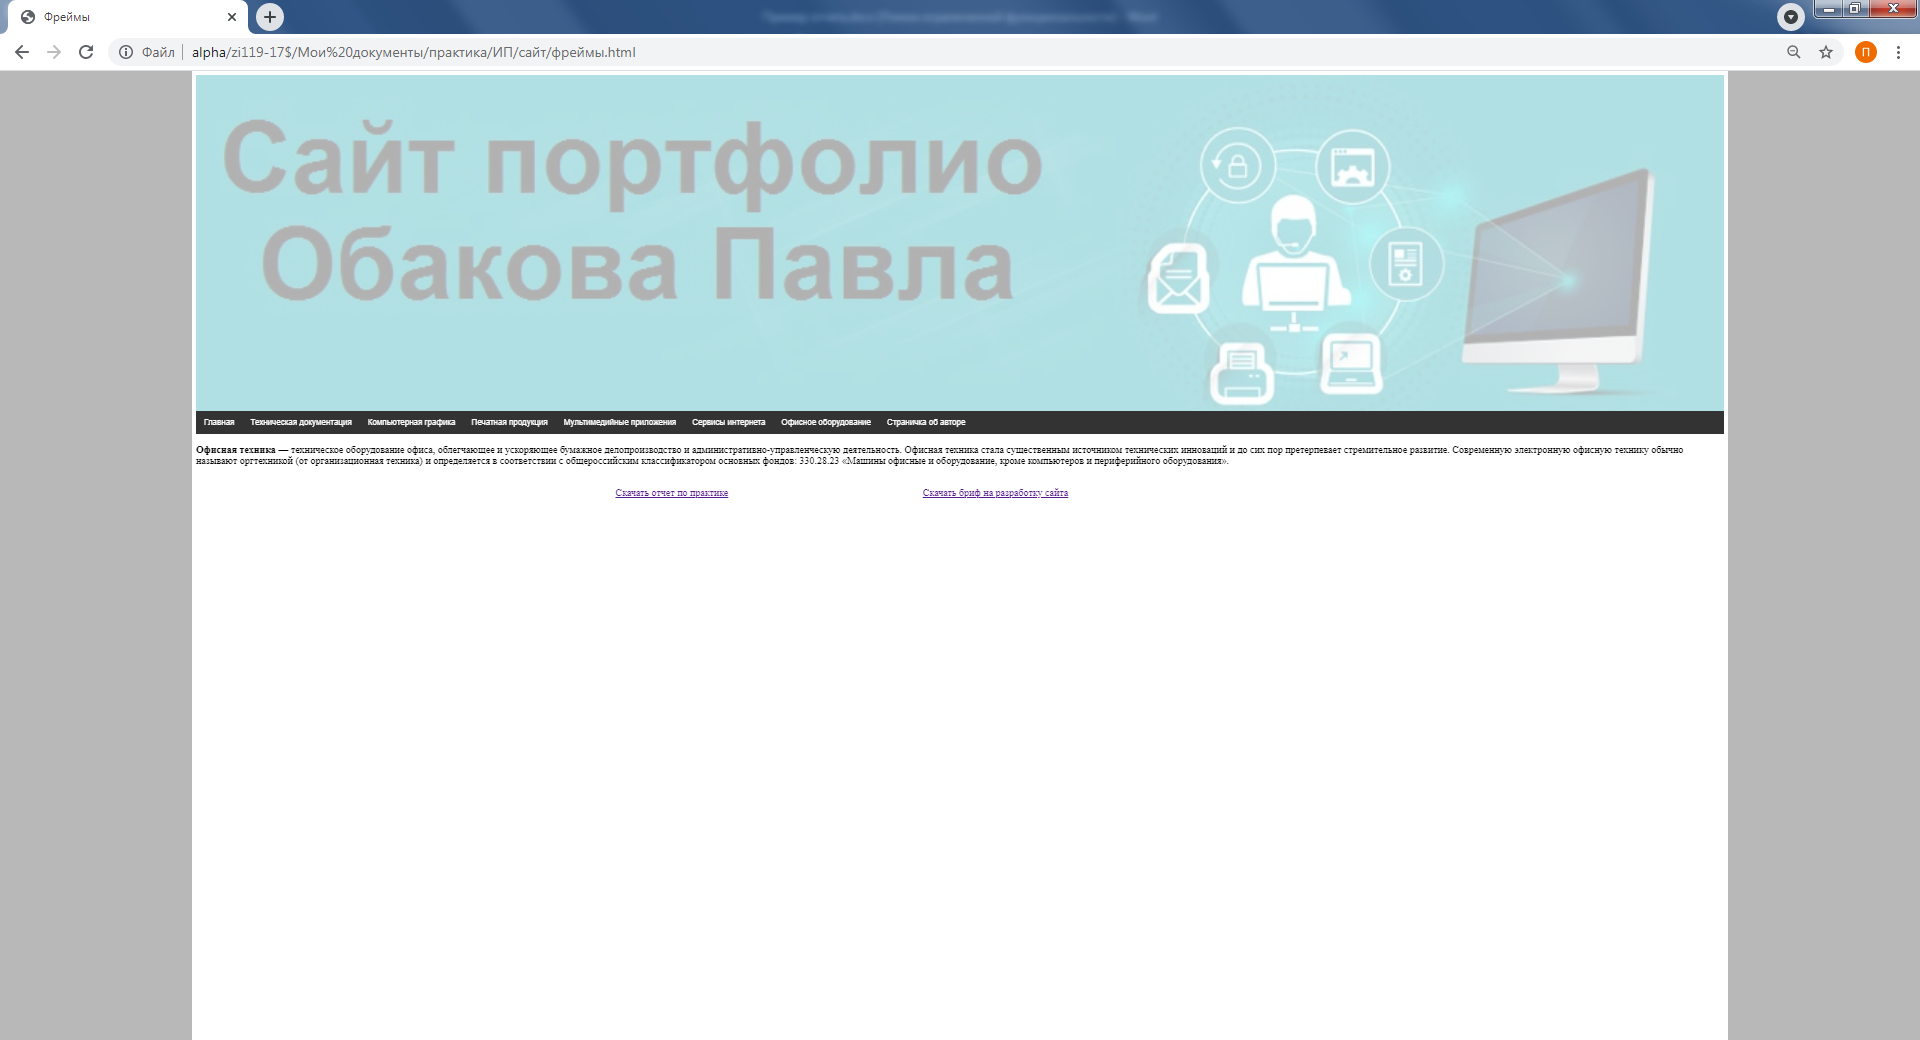 Фреймы
Файл
alpha/zi119-17$/Мои%20документы/практика/ИП/сайт/фреймы.html
П
Сайт портфолио
Обакова Павла
Главная Техническая документация Компьютерная графика Печатная продукция Мультимедийные приложения Сервисы интернета Офисное оборудование Страничка об авторе
Офисная техника — техническое оборудование офиса, облегчающее и ускоряющее бумажное делопроизводство и административно-управленческую деятельность. Офисная техника стала существенным источником технических инноваций и до сих пор претерпевает стремительное развитие. Современную электронную офисную технику обычно
называют оргтехникой (от организационная техника) и определяется в соответствии с общероссийским классификатором основных фондов: 330.28.23 «Машины офисные и оборудование, кроме компьютеров и периферийного оборудования».
Скачать отчет по практике Скачать бриф на разработку сайта